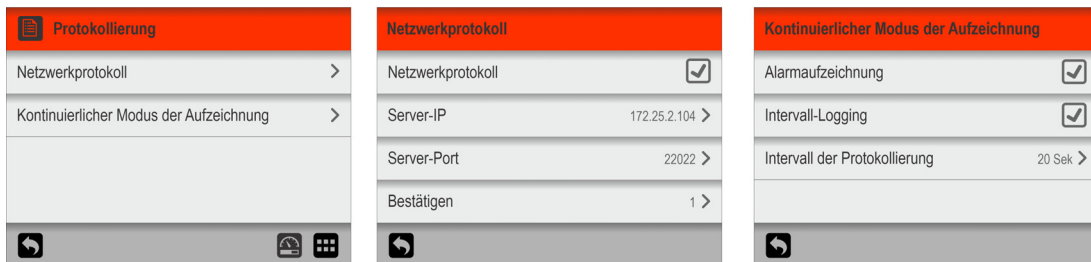 Protokollierung
Netzwerkprotokoll
Kontinuierlicher Modus der Aufzeichnung
Netzwerkprotokoll
Netzwerkprotokoll
Server-IP 172.25.2.104
Server-Port 22022
Bestätigen 1
Kontinuierlicher Modus der Aufzeichnung
Alarmaufzeichnung
Intervall-Logging
Intervall der Protokollierung 20 Sek